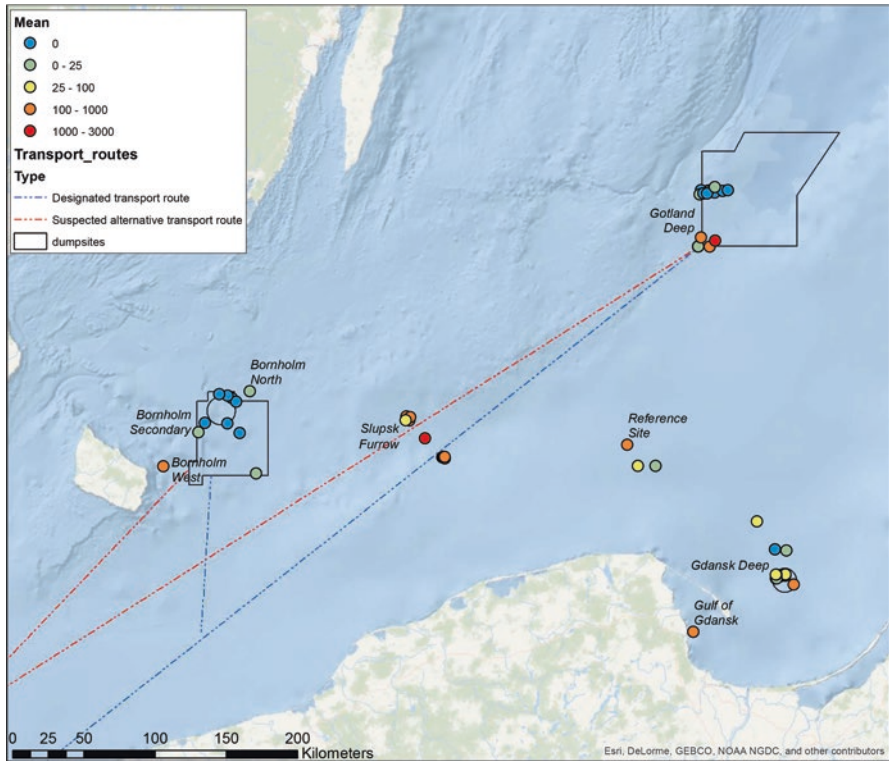 Mean
0
0 - 25
25 - 100
100 - 1000
1000 - 3000
Transport_routes
Type
Designated transport route
Suspected alternative transport route
dumpsites
Gotland
Deep
Bornholm
North
Bornholm
Secondary
Bornholm
West
Slupsk
Furrow
Reference
Site
Gdansk Deep
Gulf of
Gdansk
0 25 50 100 150 200
Kilometers
Esri, DeLorme, GEBCO, NOAA NGDC, and other contributors